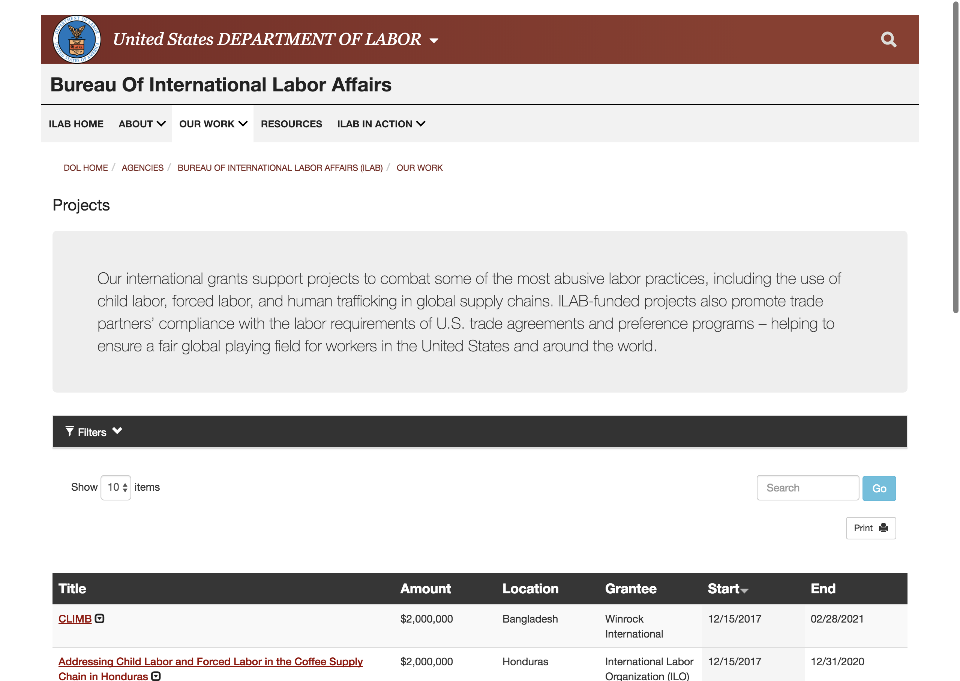 United States DEPARTMENT OF LABOR
Bureau Of International Labor Affairs
ILAB HOME ABOUT OUR WORK RESOURCES ILAB IN ACTION
DOL HOME / AGENCIES / BUREAU OF INTERNATIONAL LABOR AFFAIRS (ILAB) / OUR WORK
Projects
Our international grants support projects to combat some of the most abusive labor practices, including the use of
child labor, forced labor, and human trafficking in global supply chains. ILAB-funded projects also promote trade
partners' compliance with the labor requirements of U.S. trade agreements and preference programs – helping to
ensure a fair global playing field for workers in the United States and around the world.
Filters
Show 10 items
Search Go
Print
Title Amount Location Grantee Start End
CLIMB $2,000,000 Bangladesh Winrock 12/15/2017 02/28/2021
International
Addressing Child Labor and Forced Labor in the Coffee Supply $2,000,000 Honduras International Labor 12/15/2017 12/31/2020
Chain in Honduras Organization (ILO)